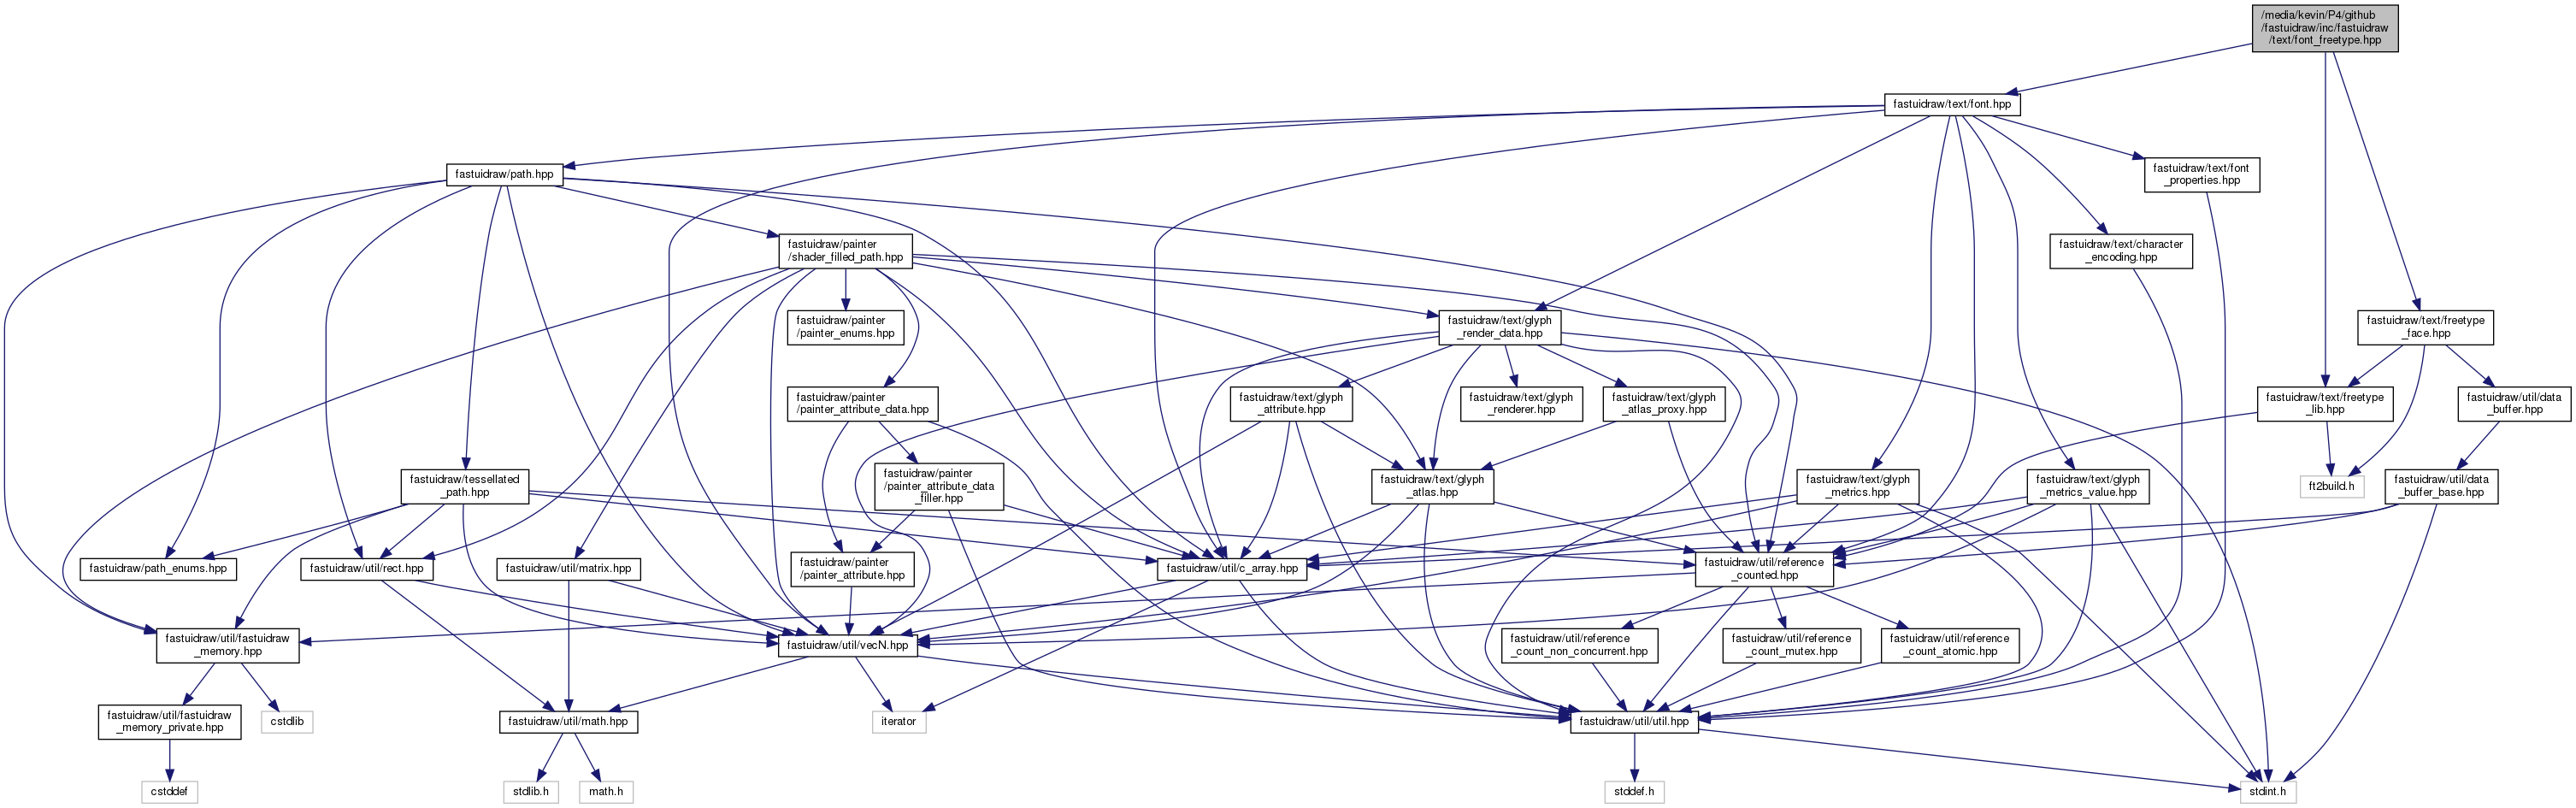 /media/kevin/P4/github
/fastuidraw/inc/fastuidraw
/text/font_freetype.hpp
fastuidraw/text/font.hpp
fastuidraw/path.hpp
fastuidraw/text/font
_properties.hpp
fastuidraw/painter
/shader_filled_path.hpp
fastuidraw/text/character
_encoding.hpp
fastuidraw/painter
/painter_enums.hpp
fastuidraw/text/glyph
_render_data.hpp
fastuidraw/text/freetype
_face.hpp
fastuidraw/painter
/painter_attribute_data.hpp
fastuidraw/text/glyph
_attribute.hpp
fastuidraw/text/glyph
_renderer.hpp
fastuidraw/text/glyph
_atlas_proxy.hpp
fastuidraw/text/freetype
_lib.hpp
fastuidraw/util/data
_buffer.hpp
fastuidraw/tessellated
_path.hpp
fastuidraw/painter
/painter_attribute_data
_filler.hpp
fastuidraw/text/glyph
_atlas.hpp
fastuidraw/text/glyph
_metrics.hpp
fastuidraw/text/glyph
_metrics_value.hpp
ft2build.h
fastuidraw/util/data
_buffer_base.hpp
fastuidraw/path_enums.hpp
fastuidraw/util/rect.hpp
fastuidraw/util/matrix.hpp
fastuidraw/painter
/painter_attribute.hpp
fastuidraw/util/c_array.hpp
fastuidraw/util/reference
_counted.hpp
fastuidraw/util/fastuidraw
_memory.hpp
fastuidraw/util/vecN.hpp
fastuidraw/util/reference
_count_non_concurrent.hpp
fastuidraw/util/reference
_count_mutex.hpp
fastuidraw/util/reference
_count_atomic.hpp
fastuidraw/util/fastuidraw
_memory_private.hpp
cstdlib
fastuidraw/util/math.hpp
iterator
fastuidraw/util/util.hpp
cstddef
stdlib.h
math.h
stddef.h
stdint.h